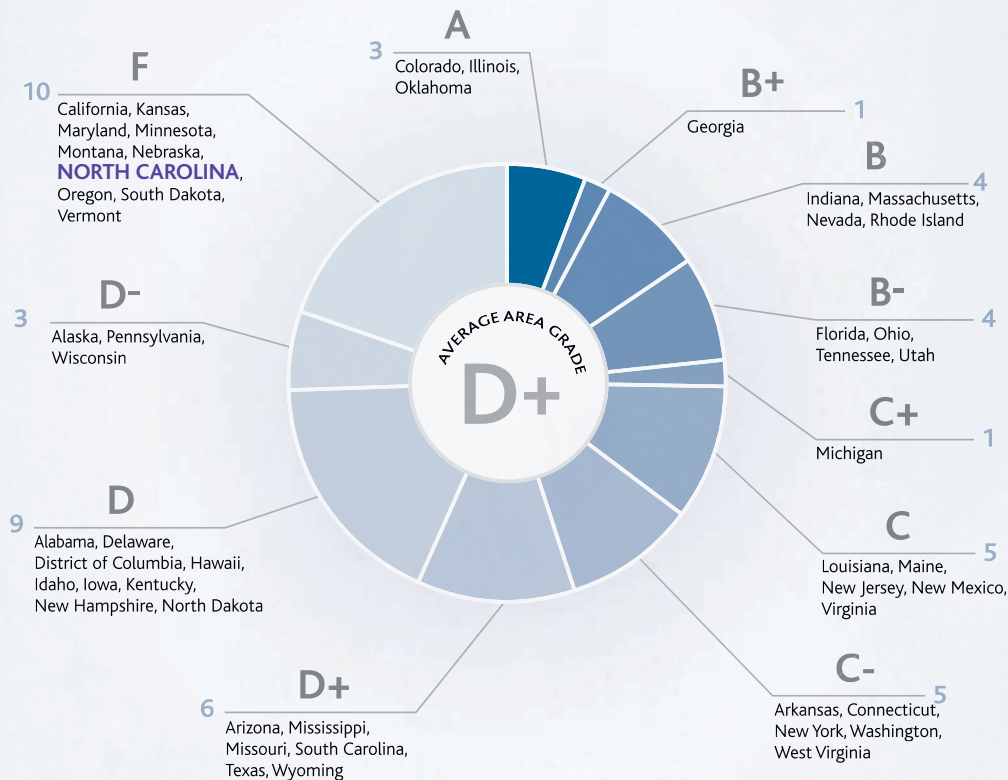 A
3
Colorado, Illinois,
Oklahoma
B+
1
Georgia
B
4
Indiana, Massachusetts,
Nevada, Rhode Island
B-
4
Florida, Ohio,
Tennessee, Utah
C+
1
Michigan
C
5
Louisiana, Maine,
New Jersey, New Mexico,
Virginia
C-
5
Arkansas, Connecticut,
New York, Washington,
West Virginia
D+
6
Arizona, Mississippi,
Missouri, South Carolina,
Texas, Wyoming
D
9
Alabama, Delaware,
District of Columbia, Hawaii,
Idaho, Iowa, Kentucky,
New Hampshire, North Dakota
D-
3
Alaska, Pennsylvania,
Wisconsin
F
10
California, Kansas,
Maryland, Minnesota,
Montana, Nebraska,
NORTH CAROLINA,
Oregon, South Dakota,
Vermont
AVERAGE AREA GRADE
D+